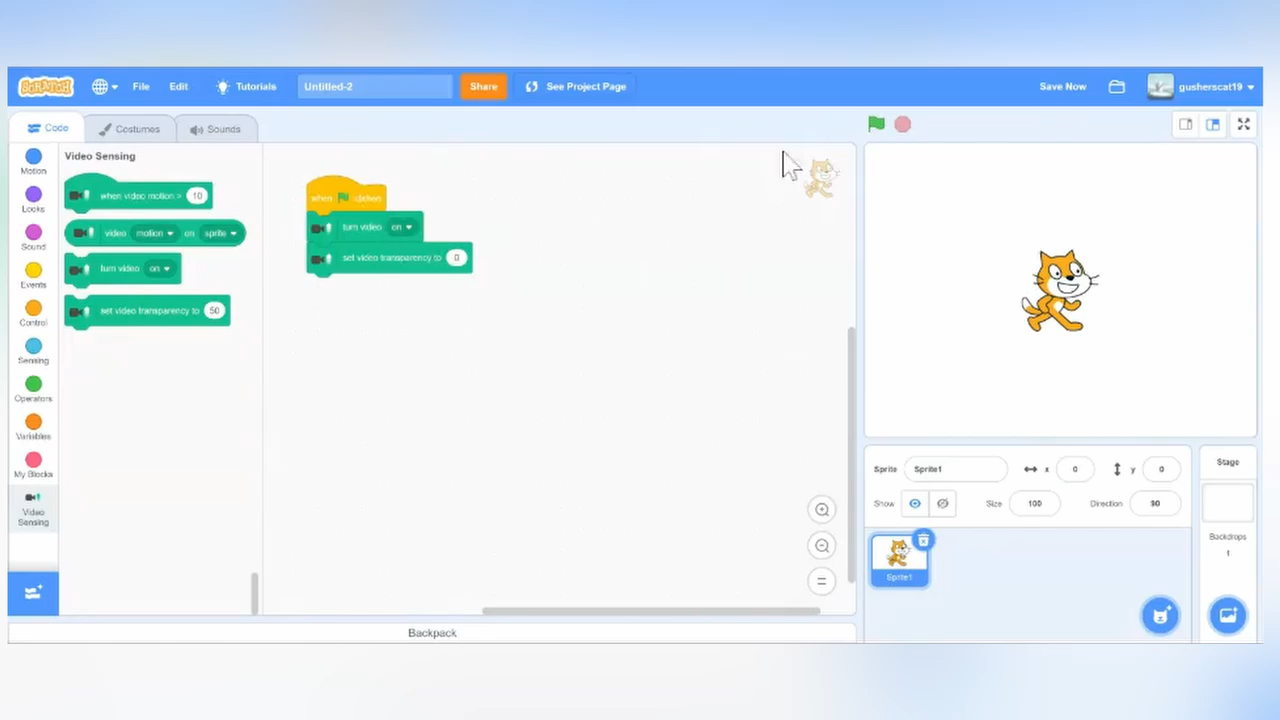 SCRATCH File Edit Tutorials Untitled-2 Share See Project Page Save Now gusherscat19
Code Costumes Sounds
Video Sensing
Motion
Looks
Sound
Events
Control
Sensing
Operators
Variables
My Blocks
Video
Sensing
when video motion > 10
video motion on sprite
turn video on
set video transparency to 50
when clicked
turn video on
set video transparency to 0
Backpack
Sprite Sprite1 x 0 y 0
Show Size 100 Direction 90
Sprite1
Stage
Backdrops
1